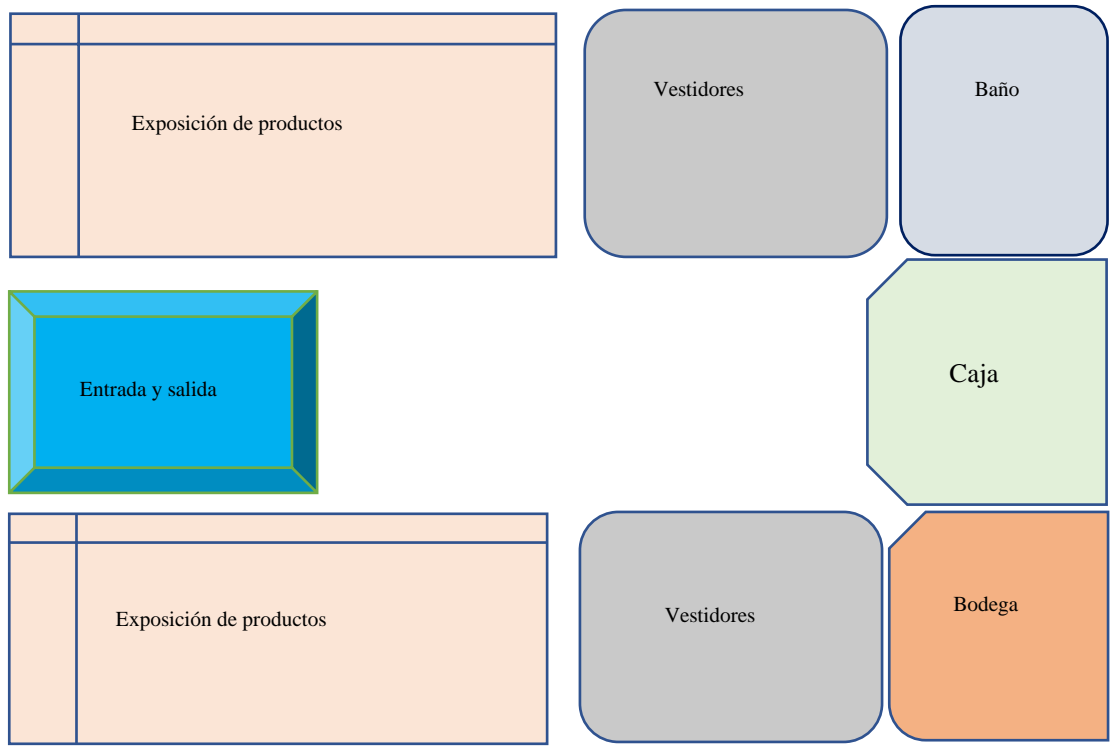 Exposición de productos
Vestidores
Baño
Entrada y salida
Caja
Exposición de productos
Vestidores
Bodega